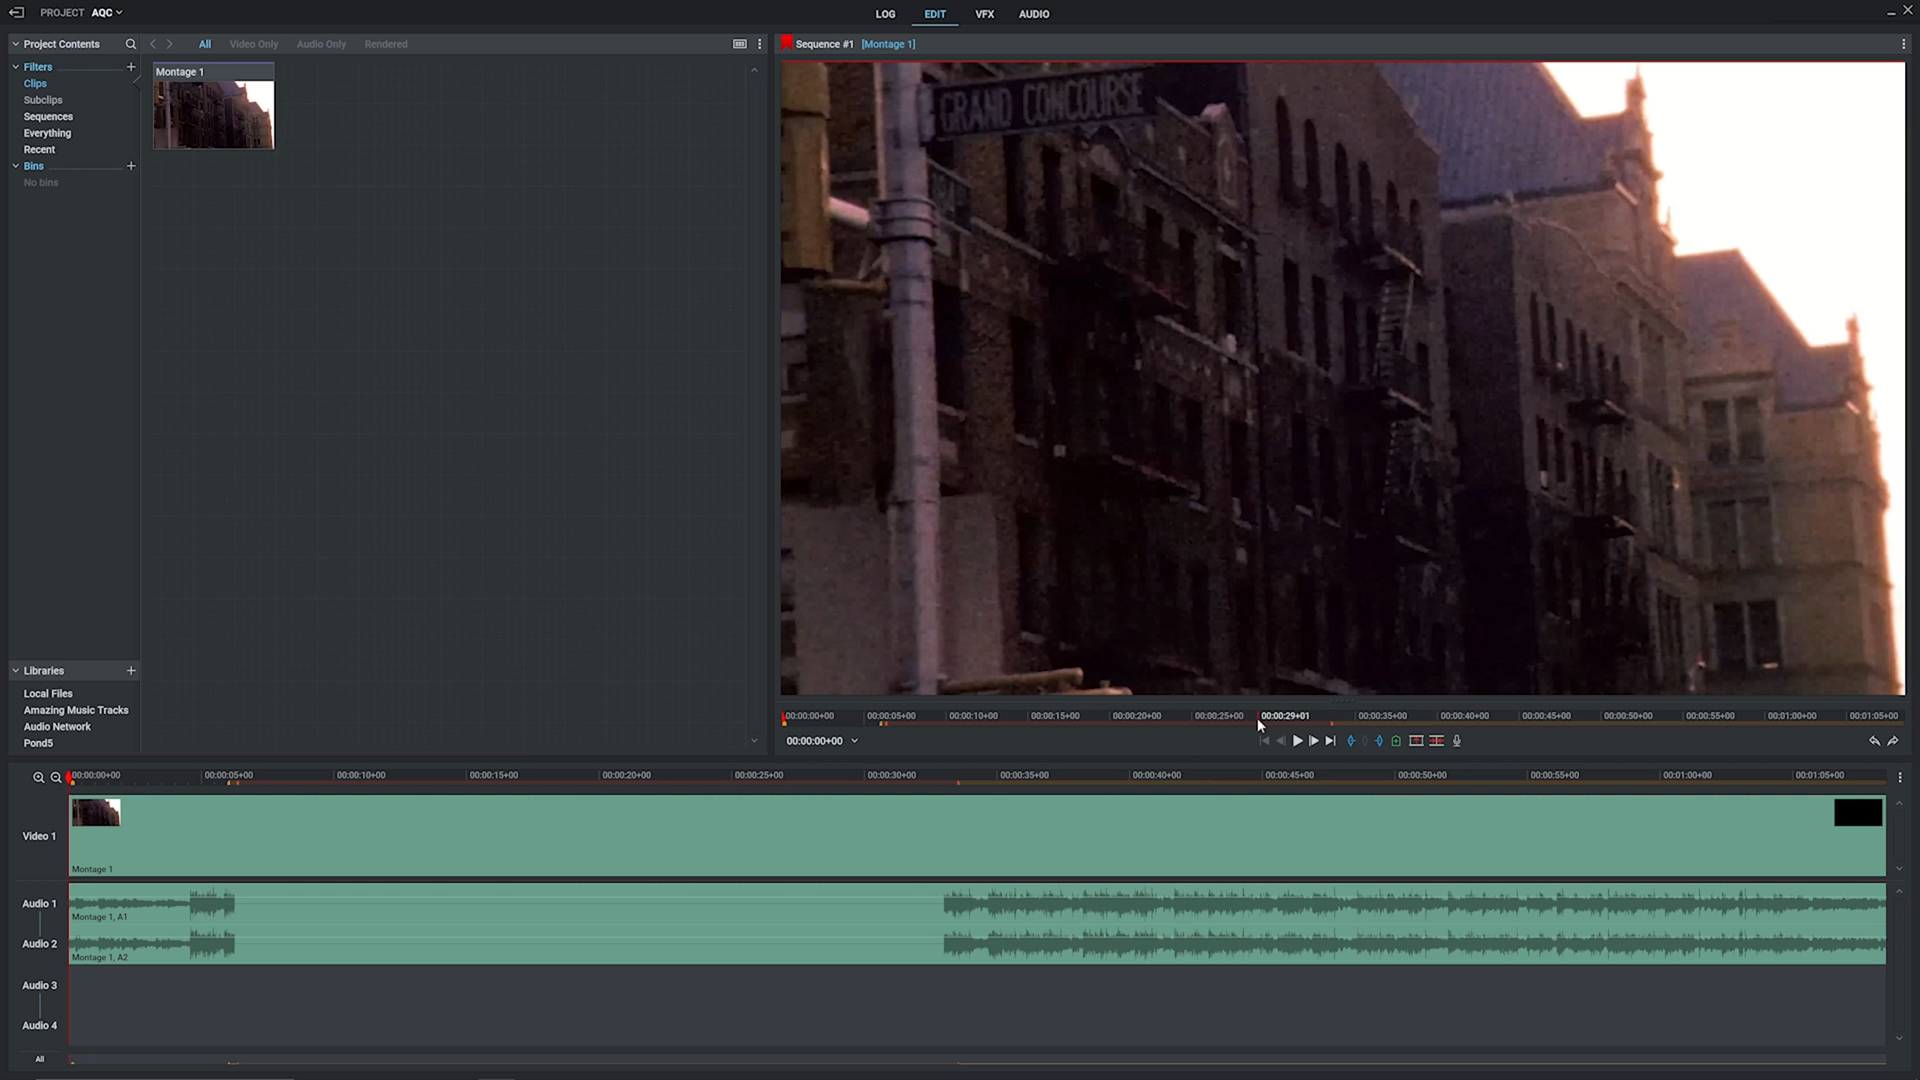 PROJECT AQC
LOG EDIT VFX AUDIO
Project Contents
All Video Only Audio Only Rendered
Sequence #1 [Montage 1]
Filters
Clips
Subclips
Sequences
Everything
Recent
Bins
No bins
Montage 1
GRAND CONCOURSE
Libraries
Local Files
Amazing Music Tracks
Audio Network
Pond5
00:00:00+00 00:00:05+00 00:00:10+00 00:00:15+00 00:00:20+00 00:00:25+00 00:00:29+01 00:00:35+00 00:00:40+00 00:00:45+00 00:00:50+00 00:00:55+00 00:01:00+00 00:01:05+00
00:00:00+00
00:00:00+00 00:00:05+00 00:00:10+00 00:00:15+00 00:00:20+00 00:00:25+00 00:00:30+00 00:00:35+00 00:00:40+00 00:00:45+00 00:00:50+00 00:00:55+00 00:01:00+00 00:01:05+00
Video 1
Montage 1
Audio 1
Montage 1, A1
Audio 2
Montage 1, A2
Audio 3
Audio 4
All